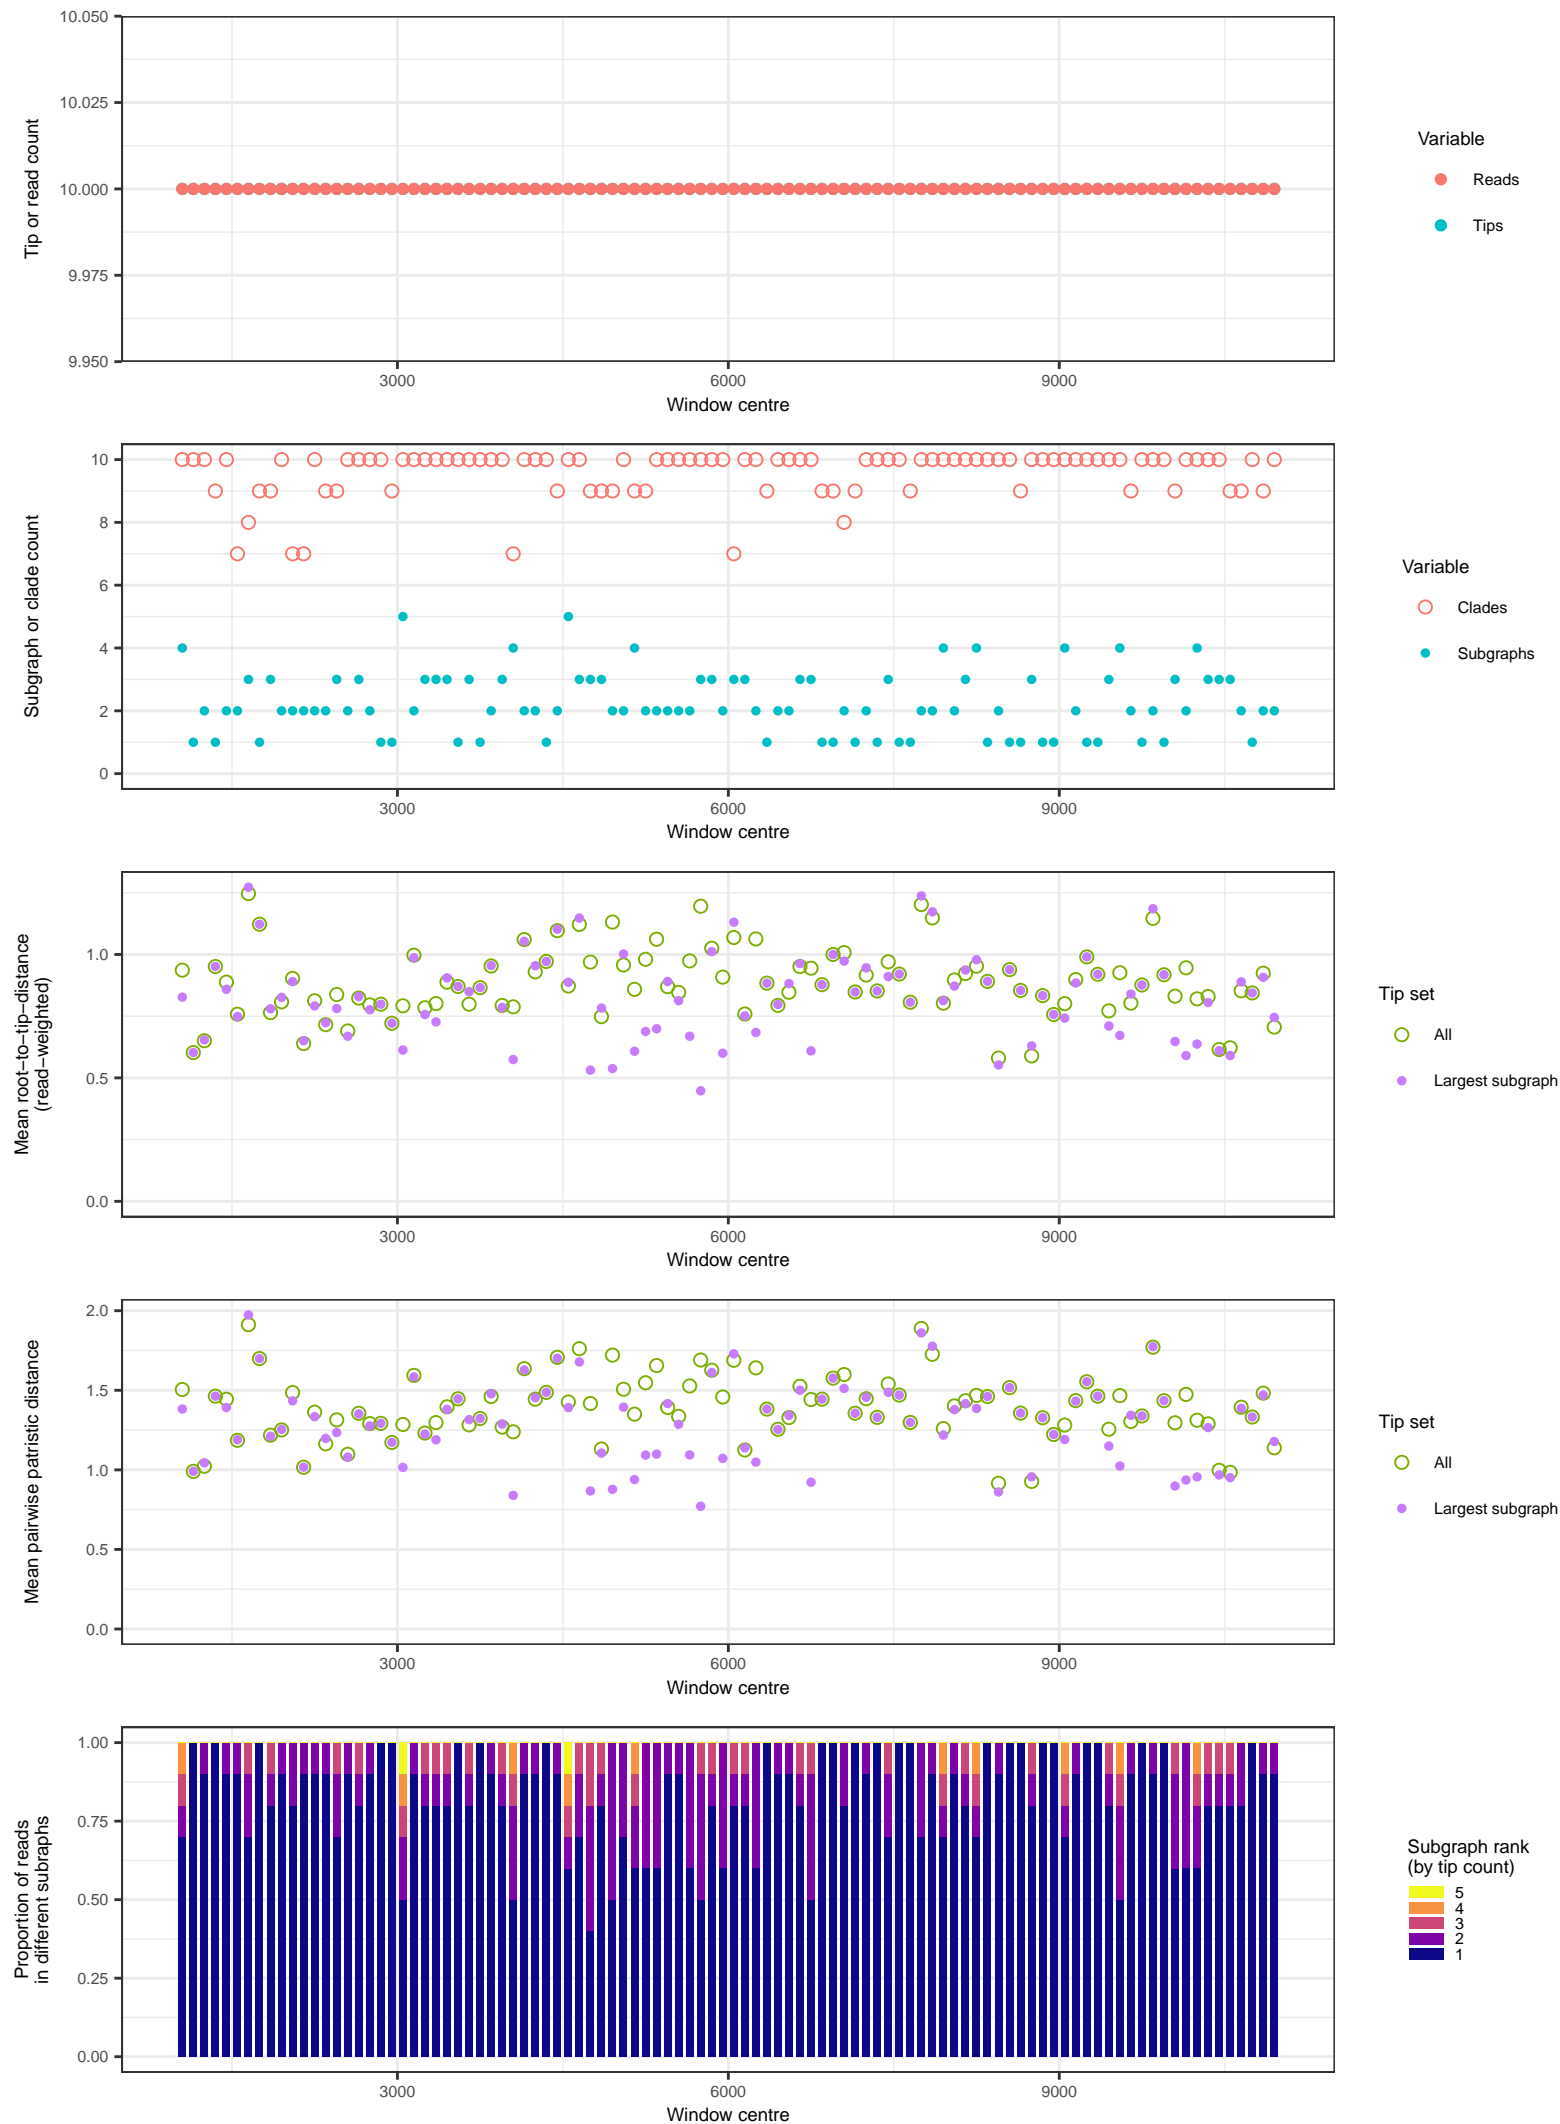 10.050
10.025
10.000
9.975
9.950
Tip or read count
3000
6000
9000
Window centre
Variable
Reads
Tips
10
8
6
4
2
0
Subgraph or clade count
3000
6000
9000
Window centre
Variable
Clades
Subgraphs
1.0
0.5
0.0
Mean root−to−tip−distance
(read−weighted)
3000
6000
9000
Window centre
Tip set
All
Largest subgraph
2.0
1.5
1.0
0.5
0.0
Mean pairwise patristic distance
3000
6000
9000
Window centre
Tip set
All
Largest subgraph
1.00
0.75
0.50
0.25
0.00
Proportion of reads
in different subraphs
3000
6000
9000
Window centre
Subgraph rank
(by tip count)
5
4
3
2
1